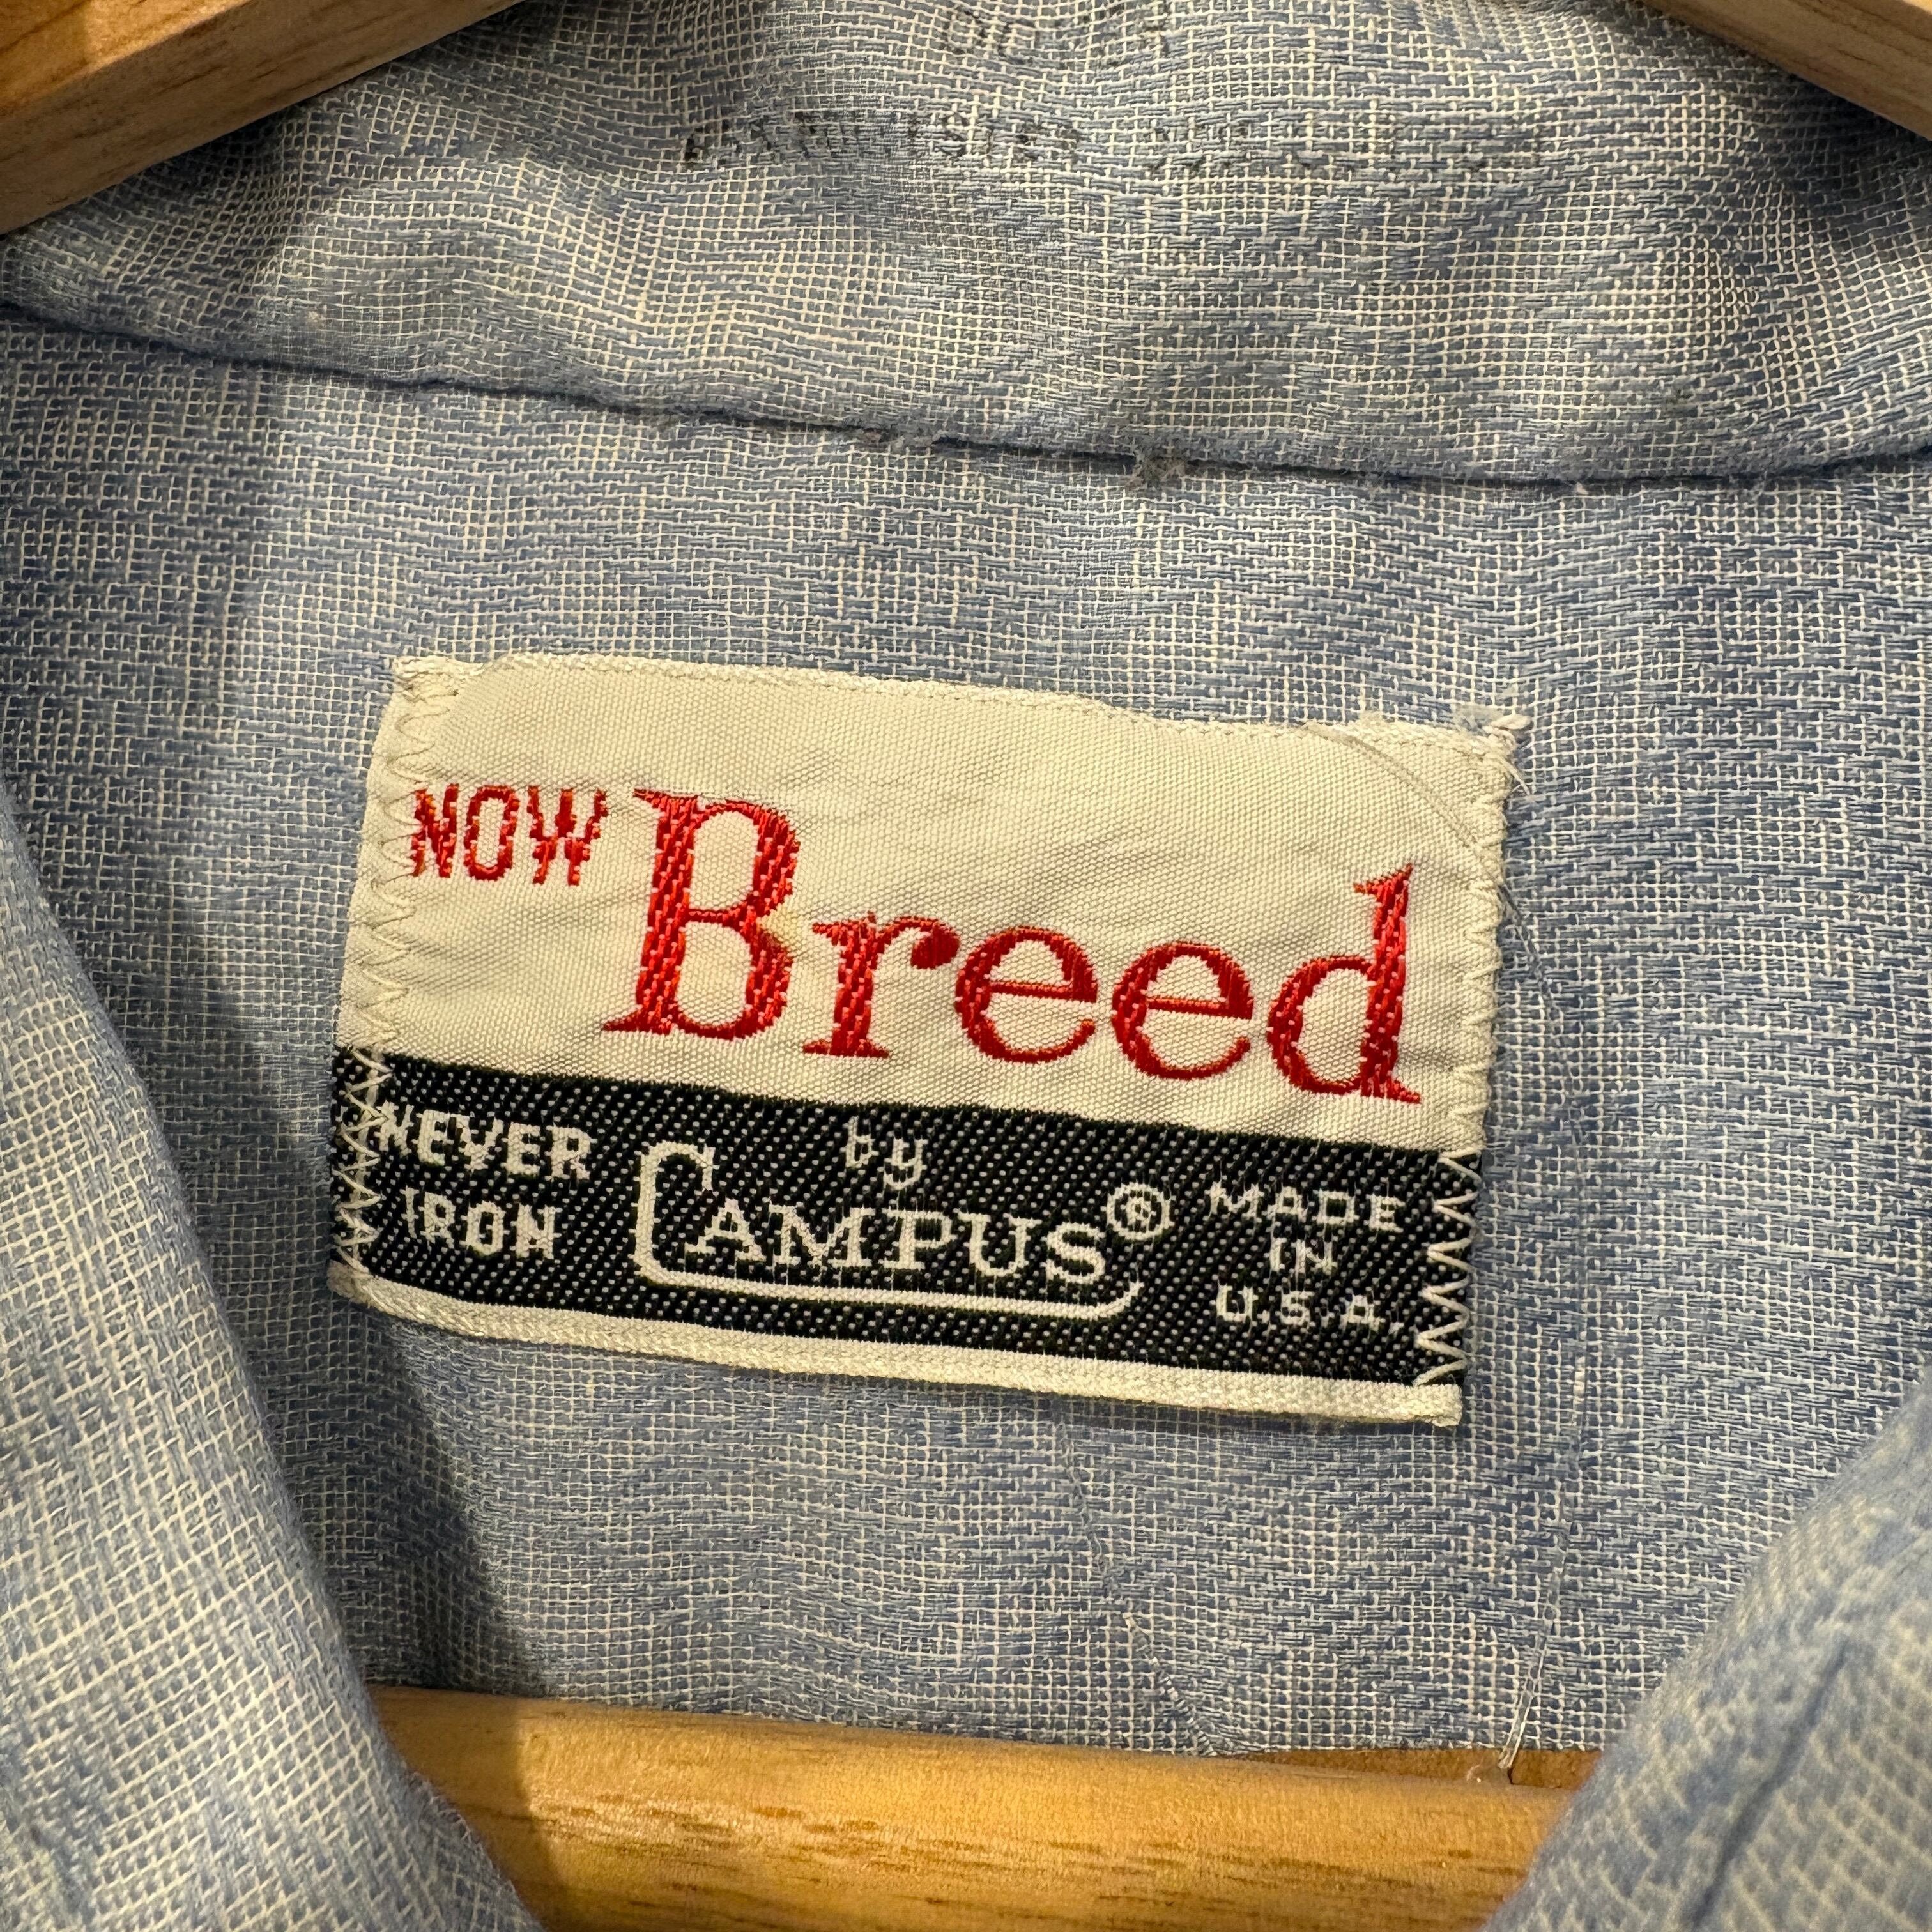 NOW Breed
NEVER IRON
by
CAMPUS®
MADE
IN
U.S.A.